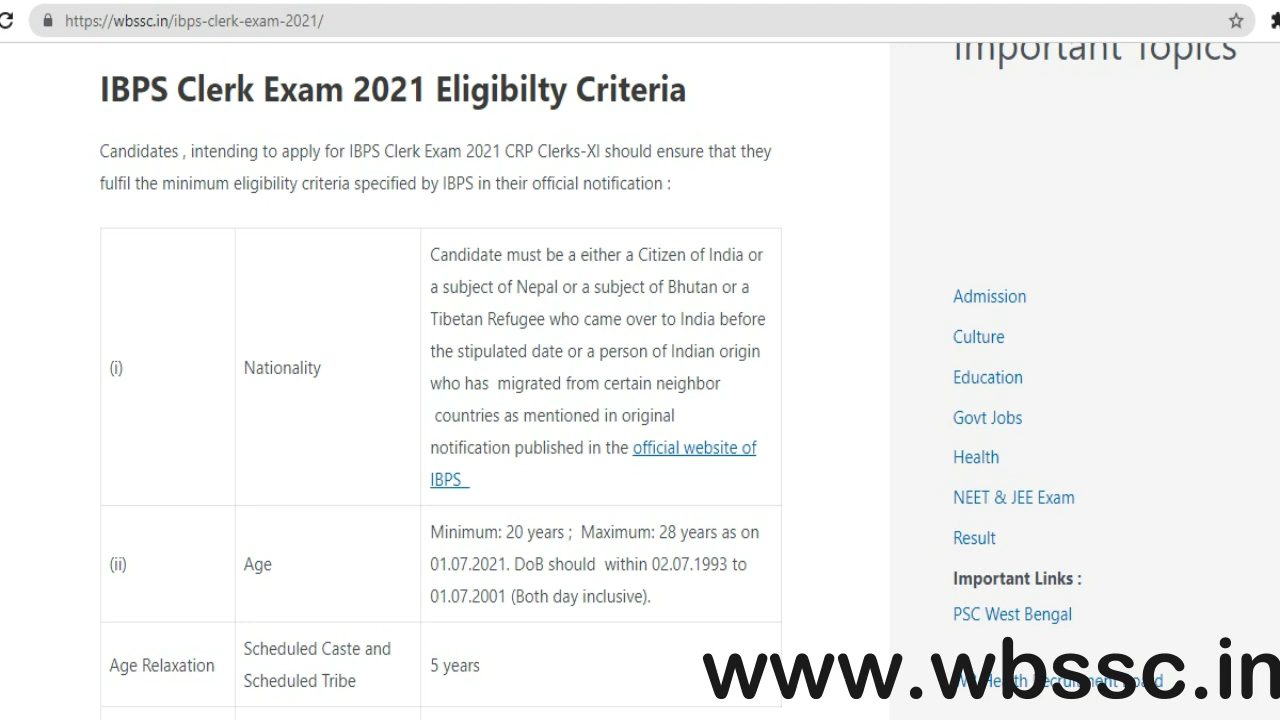 https://wbssc.in/ibps-clerk-exam-2021/
Important Topics
IBPS Clerk Exam 2021 Eligibilty Criteria
Candidates , intending to apply for IBPS Clerk Exam 2021 CRP Clerks-XI should ensure that they
fulfil the minimum eligibility criteria specified by IBPS in their official notification :
(i)
Nationality
Candidate must be a either a Citizen of India or
a subject of Nepal or a subject of Bhutan or a
Tibetan Refugee who came over to India before
the stipulated date or a person of Indian origin
who has migrated from certain neighbor
countries as mentioned in original
notification published in the official website of
IBPS
(ii)
Age
Minimum: 20 years ; Maximum: 28 years as on
01.07.2021. DoB should within 02.07.1993 to
01.07.2001 (Both day inclusive).
Age Relaxation
Scheduled Caste and
Scheduled Tribe
5 years
Admission
Culture
Education
Govt Jobs
Health
NEET & JEE Exam
Result
Important Links :
PSC West Bengal
Health Recruitment Board
www.wbssc.in